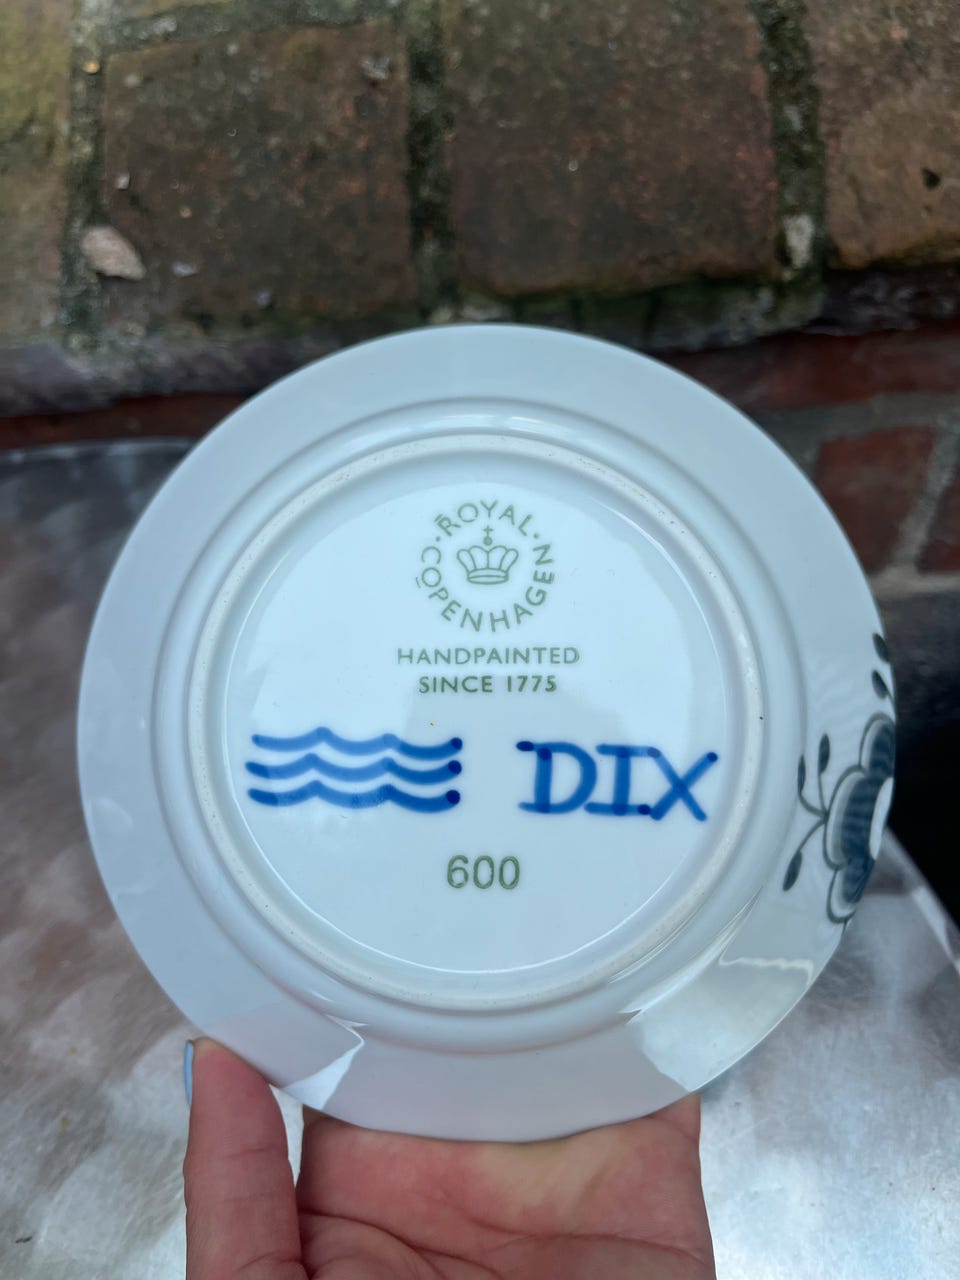 ROYAL · COPENHAGEN ·
HANDPAINTED
SINCE 1775
DIX
600